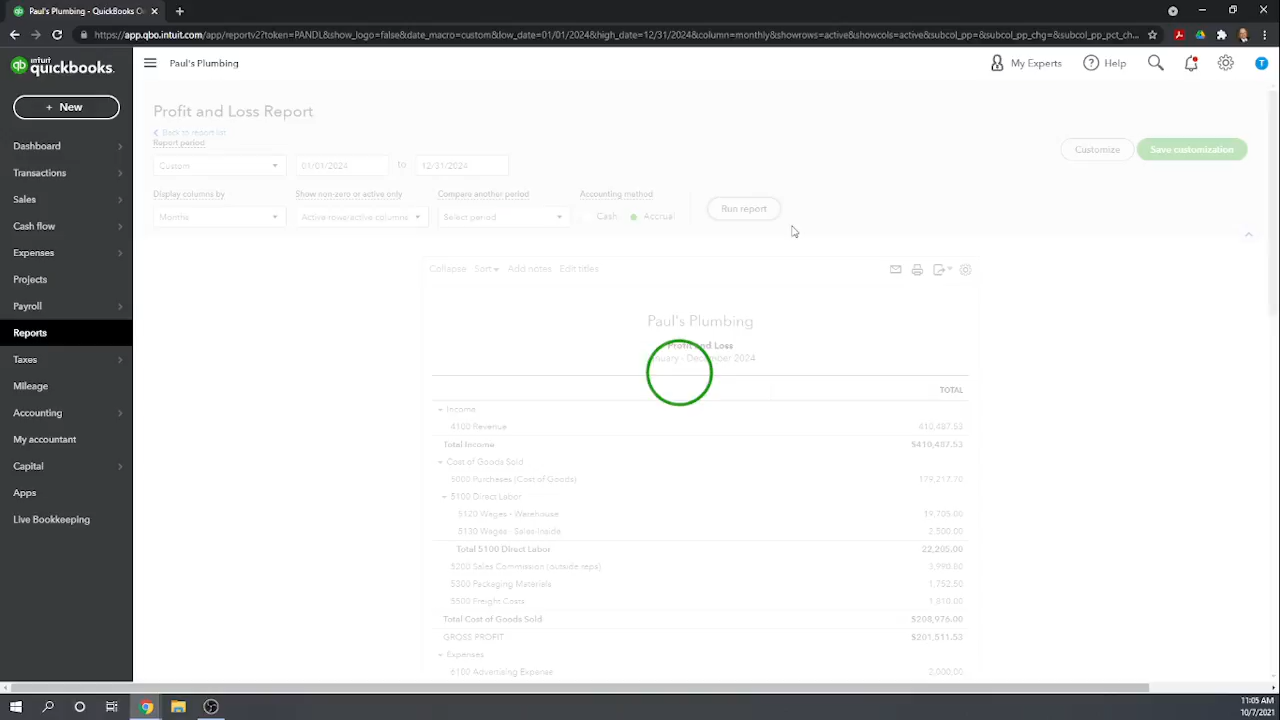 Paul's Plumbing - QuickBooks C
https://app.qbo.intuit.com/app/reportv2?token=PANDL&show_logo=false&date_macro=custom&low_date=01/01/2024&high_date=12/31/2024&column=monthly&showrows=active&showcols=active&subcol_pp=&subcol_pp_chg=&subcol_pp_pct_ch...
intuit quickbooks.
Paul's Plumbing
My Experts
Help
T
+ New
Dashboard
Transactions
Sales
flow
Expenses
Payroll
Reports
Taxes
Mileage
Accounting
My accountant
Capital
Apps
Live Bookkeeping
Profit and Loss Report
Back to report list
Report period
Custom
01/01/2024 to 12/31/2024
Customize
Save customization
Display columns by
Show non-zero or active only
Compare another period
Accounting method
Months
Active rows/active columns
Select period
Cash Accrual
Run report
Collapse Sort Add notes Edit titles
Paul's Plumbing
Profit and Loss
December 2024
TOTAL
Income
4100 Revenue 410,487.53
Total Income $410,487.53
Cost of Goods Sold
5000 Purchases (Cost of Goods) 179,217.70
5100 Direct Labor
5120 Wages - Warehouse 19,705.00
5130 Wages - Sales-Inside 2,500.00
Total 5100 Direct Labor 22,205.00
5200 Sales Commission (outside reps)
5300 Packaging Materials 1,752.50
5500 Freight Costs
Total Cost of Goods Sold $208,976.00
GROSS PROFIT $201,511.53
Expenses
6100 Advertising Expense 2,000.00
11:05 AM
10/7/2021